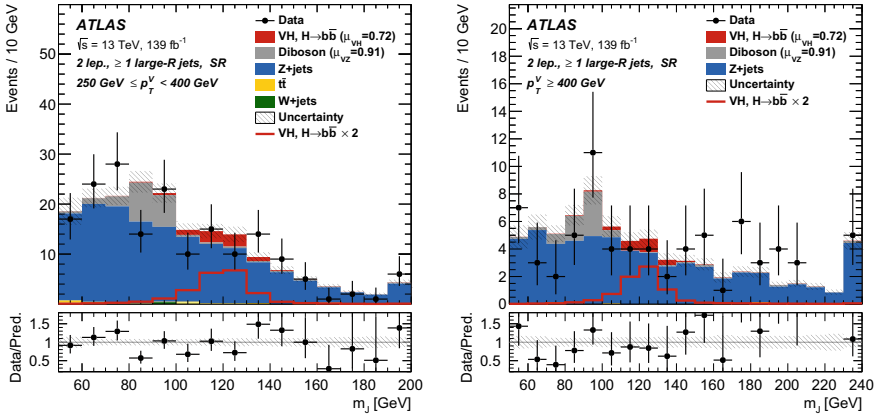 ATLAS
√s = 13 TeV, 139 fb⁻¹
2 lep., ≥ 1 large-R jets, SR
250 GeV ≤ p_T^V < 400 GeV
Data
VH, H→bb̄ (μ_VH=0.72)
Diboson (μ_VZ=0.91)
Z+jets
tt̄
W+jets
Uncertainty
VH, H→bb̄ × 2
Events / 10 GeV
50
40
30
20
10
0
Data/Pred.
1.5
1
0.5
60 80 100 120 140 160 180 200
m_J [GeV]
ATLAS
√s = 13 TeV, 139 fb⁻¹
2 lep., ≥ 1 large-R jets, SR
p_T^V ≥ 400 GeV
Data
VH, H→bb̄ (μ_VH=0.72)
Diboson (μ_VZ=0.91)
Z+jets
Uncertainty
VH, H→bb̄ × 2
Events / 10 GeV
20
18
16
14
12
10
8
6
4
2
0
Data/Pred.
1.5
1
0.5
60 80 100 120 140 160 180 200 220 240
m_J [GeV]